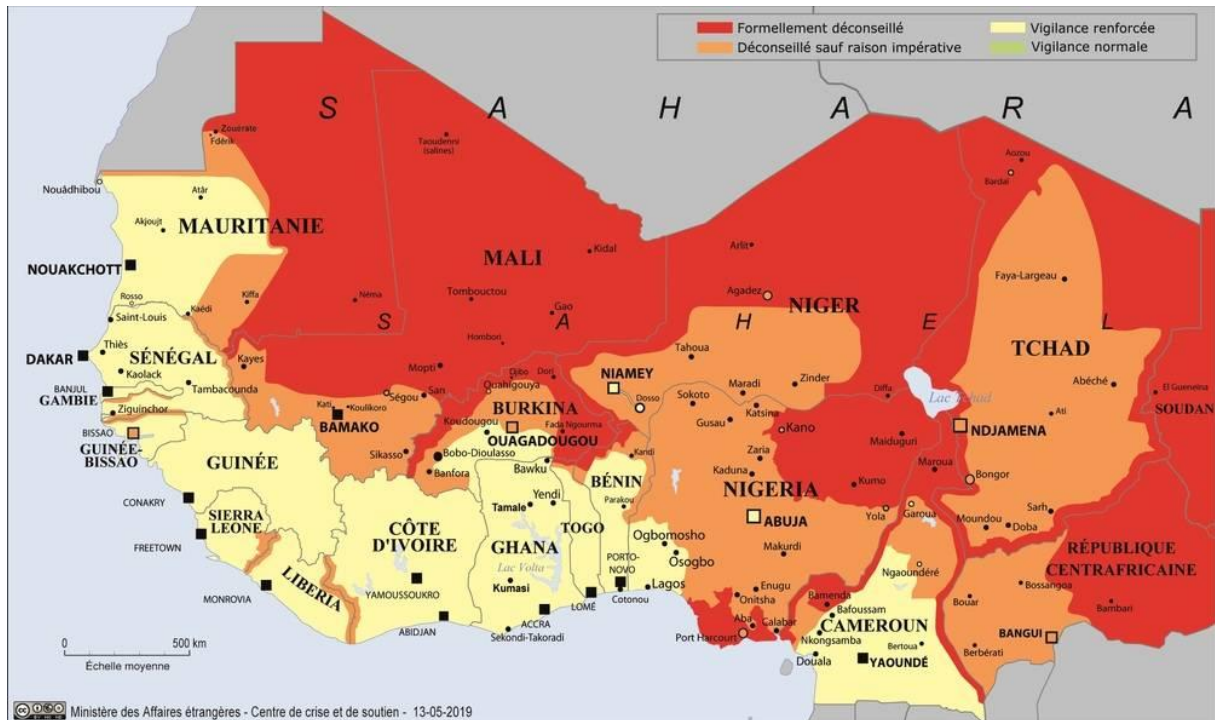 Formellement déconseillé
Déconseillé sauf raison impérative
Vigilance renforcée
Vigilance normale
S A H A R A
Zouérate
Fdérik
Taoudenni
(salines)
Aozou
Bardaï
Nouâdhibou
Atâr
Akjoujt
MAURITANIE
NOUAKCHOTT
MALI
Kidal
Arlit
Faya-Largeau
Rosso
Kiffa
Néma
Tombouctou
Gao
Agadez
NIGER
Kaédi
Saint-Louis
S A H E L
Hombori
TCHAD
DAKAR
Thiès
SÉNÉGAL
Kaolack
Tambacounda
Kayes
Mopti
Djibo
Dori
Tahoua
NIAMEY
Maradi
Zinder
Diffa
Lac Tchad
Abéché
El Gueneïna
SOUDAN
BANJUL
GAMBIE
Ziguinchor
Kati
Koulikoro
BAMAKO
Ségou
San
Ouahigouya
BURKINA
Koudougou
OUAGADOUGOU
Fada Ngourma
Dosso
Sokoto
Katsina
Gusau
Kano
Ati
NDJAMENA
Maiduguri
BISSAO
GUINÉE-
BISSAO
GUINÉE
Sikasso
Bobo-Dioulasso
Banfora
Bawku
Kandi
BÉNIN
Zaria
Kaduna
Kumo
Maroua
Bongor
NIGERIA
CONAKRY
SIERRA
LEONE
FREETOWN
CÔTE
D'IVOIRE
Tamale
Yendi
GHANA
TOGO
Parakou
ABUJA
Yola
Garoua
Moundou
Doba
Sarh
Lac Volta
PORTO-
NOVO
Ogbomosho
Osogbo
Makurdi
Ngaoundéré
RÉPUBLIQUE
CENTRAFRICAINE
Bossangoa
MONROVIA
LIBERIA
YAMOUSSOUKRO
Kumasi
LOMÉ
Cotonou
Lagos
Enugu
Onitsha
Bamenda
Bafoussam
Bouar
Bambari
ABIDJAN
ACCRA
Sekondi-Takoradi
Aba
Calabar
Port Harcourt
CAMEROUN
Nkongsamba
Bertoua
Douala
YAOUNDÉ
Berbérati
BANGUI
0
500 km
Échelle moyenne
Ministère des Affaires étrangères - Centre de crise et de soutien - 13-05-2019